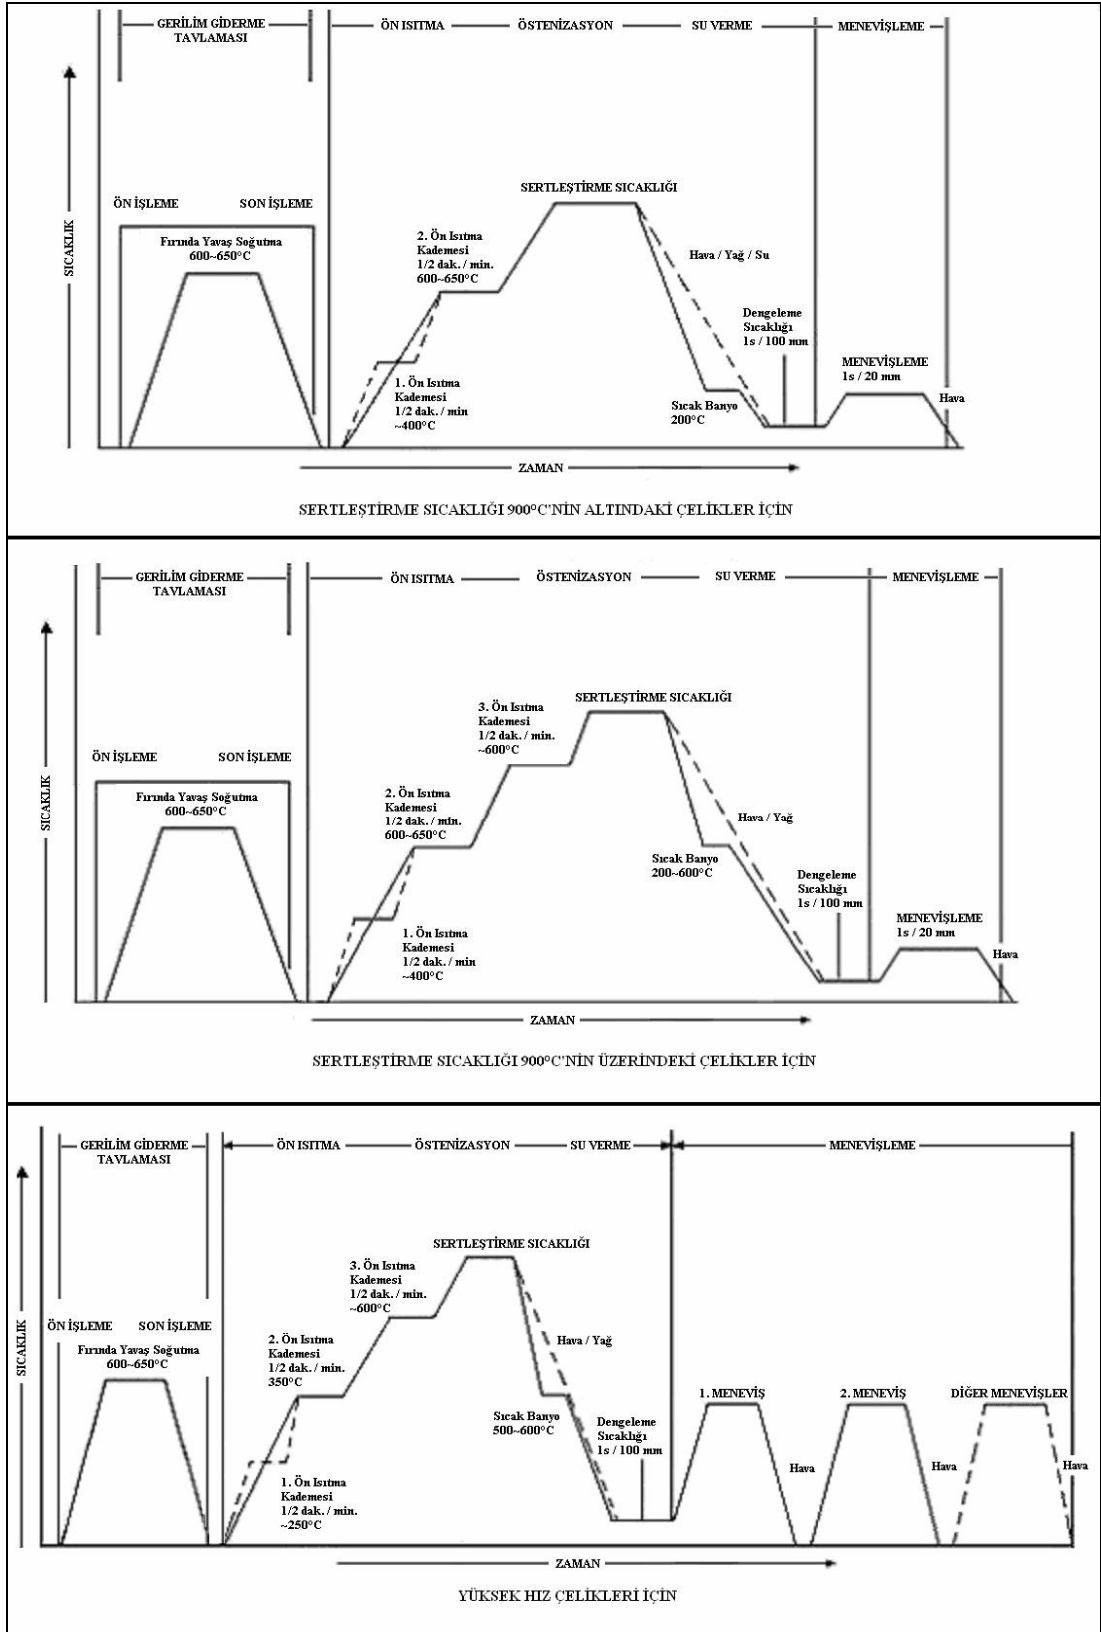 GERİLİM GİDERME
TAVLAMASI
ÖN ISITMA
ÖSTENİZASYON
SU VERME
MENEVİŞLEME
SICAKLIK
ÖN İŞLEME
SON İŞLEME
Fırında Yavaş Soğutma
600~650°C
2. Ön Isıtma
Kademesi
1/2 dak. / min.
600~650°C
1. Ön Isıtma
Kademesi
1/2 dak. / min
~400°C
SERTLEŞTİRME SICAKLIĞI
Hava / Yağ / Su
Sıcak Banyo
200°C
Dengeleme
Sıcaklığı
1s / 100 mm
MENEVİŞLEME
1s / 20 mm
Hava
ZAMAN
SERTLEŞTİRME SICAKLIĞI 900°C'NİN ALTINDAKİ ÇELİKLER İÇİN
GERİLİM GİDERME
TAVLAMASI
ÖN ISITMA
ÖSTENİZASYON
SU VERME
MENEVİŞLEME
SICAKLIK
ÖN İŞLEME
SON İŞLEME
Fırında Yavaş Soğutma
600~650°C
3. Ön Isıtma
Kademesi
1/2 dak. / min.
~600°C
2. Ön Isıtma
Kademesi
1/2 dak. / min.
600~650°C
1. Ön Isıtma
Kademesi
1/2 dak. / min
~400°C
SERTLEŞTİRME SICAKLIĞI
Hava / Yağ
Sıcak Banyo
200~600°C
Dengeleme
Sıcaklığı
1s / 100 mm
MENEVİŞLEME
1s / 20 mm
Hava
ZAMAN
SERTLEŞTİRME SICAKLIĞI 900°C'NİN ÜZERİNDEKİ ÇELİKLER İÇİN
GERİLİM GİDERME
TAVLAMASI
ÖN ISITMA
ÖSTENİZASYON
SU VERME
MENEVİŞLEME
SICAKLIK
ÖN İŞLEME
SON İŞLEME
Fırında Yavaş Soğutma
600~650°C
3. Ön Isıtma
Kademesi
1/2 dak. / min.
~600°C
2. Ön Isıtma
Kademesi
1/2 dak. / min.
350°C
1. Ön Isıtma
Kademesi
1/2 dak. / min.
~250°C
SERTLEŞTİRME SICAKLIĞI
Hava / Yağ
Sıcak Banyo
500~600°C
Dengeleme
Sıcaklığı
1s / 100 mm
1. MENEVİŞ
2. MENEVİŞ
DİĞER MENEVİŞLER
Hava
Hava
Hava
ZAMAN
YÜKSEK HIZ ÇELİKLERİ İÇİN